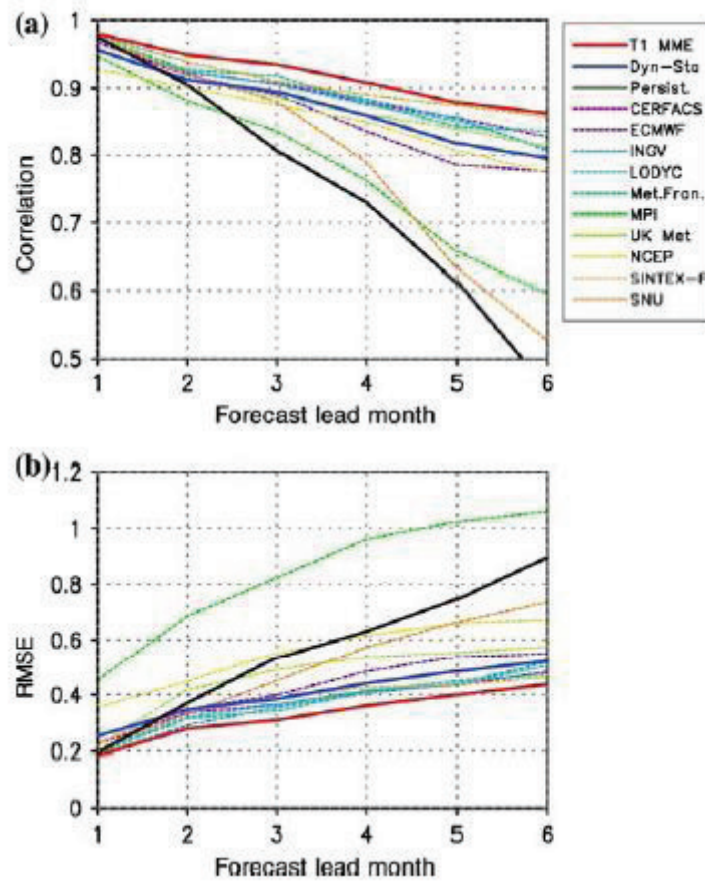 (a)
1
0.9
0.8
0.7
0.6
0.5
Correlation
1 2 3 4 5 6
Forecast lead month
T1 MME
Dyn-Sta
Persist.
CERFACS
ECMWF
INGV
LODYC
Met.Fran.
MPI
UK Met
NCEP
SINTEX-F
SNU
(b)
1.2
1
0.8
0.6
0.4
0.2
0
RMSE
1 2 3 4 5 6
Forecast lead month